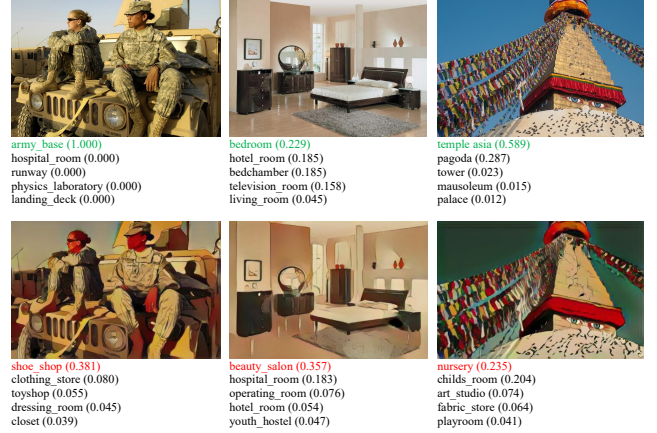 army_base (1.000)
hospital_room (0.000)
runway (0.000)
physics_laboratory (0.000)
landing_deck (0.000)
bedroom (0.229)
hotel_room (0.185)
bedchamber (0.185)
television_room (0.158)
living_room (0.045)
temple asia (0.589)
pagoda (0.287)
tower (0.023)
mausoleum (0.015)
palace (0.012)
shoe_shop (0.381)
clothing_store (0.080)
toyshop (0.055)
dressing_room (0.045)
closet (0.039)
beauty_salon (0.357)
hospital_room (0.183)
operating_room (0.076)
hotel_room (0.054)
youth_hostel (0.047)
nursery (0.235)
childs_room (0.204)
art_studio (0.074)
fabric_store (0.064)
playroom (0.041)